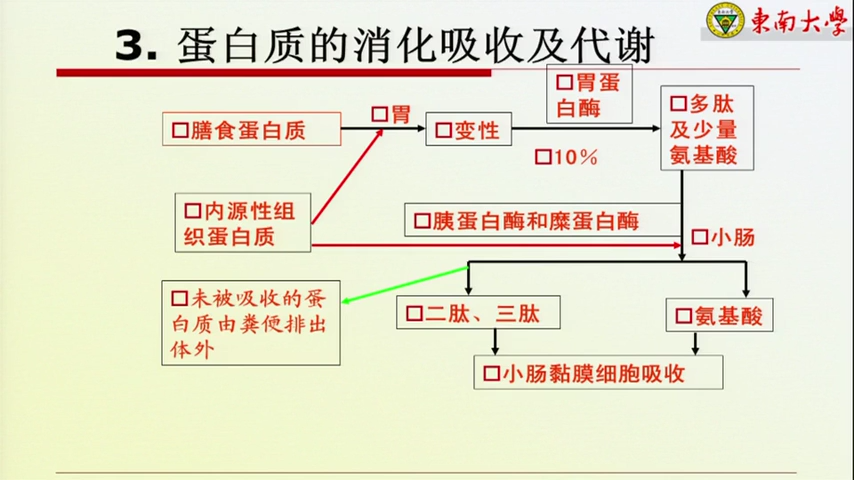 东南大学
3. 蛋白质的消化吸收及代谢
胃蛋
白酶
胃
膳食蛋白质
变性
多肽
及少量
氨基酸
10%
内源性组
织蛋白质
胰蛋白酶和糜蛋白酶
小肠
未被吸收的蛋
白质由粪便排出
体外
二肽、三肽
氨基酸
小肠黏膜细胞吸收